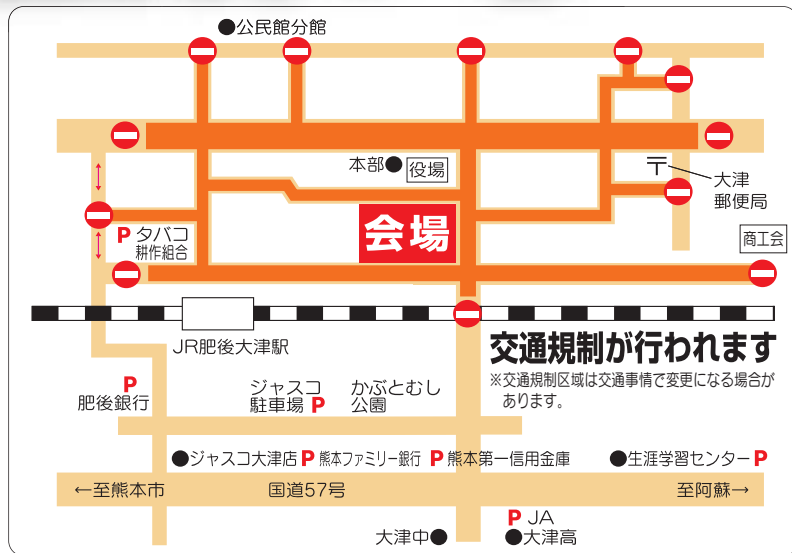 ●公民館分館
本部●
役場
〒
大津
郵便局
会場
P タバコ
耕作組合
商工会
JR肥後大津駅
交通規制が行われます
※交通規制区域は交通事情で変更になる場合が
あります。
P
肥後銀行
ジャスコ
駐車場 P
かぶとむし
公園
●ジャスコ大津店 P 熊本ファミリー銀行 P 熊本第一信用金庫 ●生涯学習センター P
←至熊本市 国道57号 至阿蘇→
P JA
大津中● ●大津高